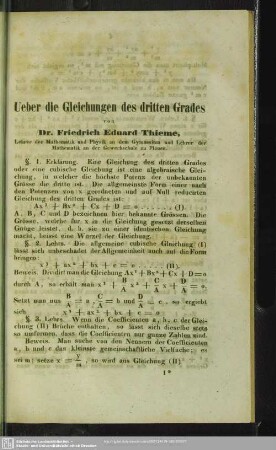 Ueber die Gleichungen des dritten Grades
von
Dr. Friedrich Eduard Thieme,
Lehrer der Mathematik und Physik an dem Gymnasium und Lehrer der
Mathematik an der Gewerbschule zu Plauen.
§. 1. Erklärung. Eine Gleichung des dritten Grades
oder eine cubische Gleichung ist eine algebraische Glei-
chung, in welcher die höchste Potenz der unbekannten
Grösse die dritte ist. Die allgemeinste Form einer nach
den Potenzen von x geordneten und auf Null reducirten
Gleichung des dritten Grades ist:
Ax³ + Bx² + Cx + D = o . . . . . (I).
A, B, C und D bezeichnen hier bekannte Grössen. Die
Grösse, welche für x in die Gleichung gesetzt derselben
Genüge leistet, d. h. sie zu einer identischen Gleichung
macht, heisst eine Wurzel der Gleichung.
§. 2. Lehrs. Die allgemeine cubische Gleichung (I)
lässt sich unbeschadet der Allgemeinheit auch auf die Form
bringen:
x³ + ax² + bx + c = o . . . . . (II).
Beweis. Dividirt man die Gleichung Ax³ + Bx² + Cx + D = o
durch A, so erhält man x³ + B/A x² + C/A x + D/A = o.
Setzt man nun B/A = a, C/A = b und D/A = c, so ergiebt
sich x³ + ax² + bx + c = o.
§. 3. Lehrs. Wenn die Coefficienten a, b, c der Glei-
chung (II) Brüche enthalten, so lässt sich dieselbe stets
so umformen, dass die Coefficienten nur ganze Zahlen sind.
Beweis. Man suche von den Nennern der Coefficienten
a, b und c das kleinste gemeinschaftliche Vielfache; es
sei m; setze x = y/m, so wird aus Gleichung (II)
1*